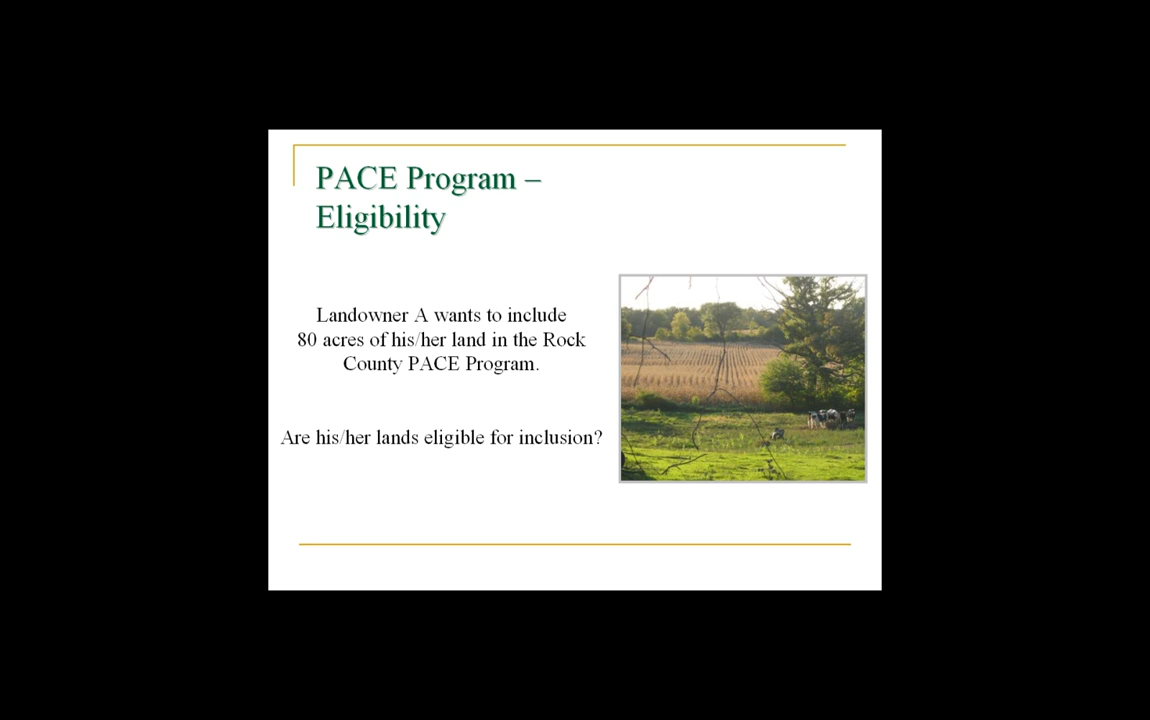 PACE Program –
Eligibility
Landowner A wants to include
80 acres of his/her land in the Rock
County PACE Program.
Are his/her lands eligible for inclusion?